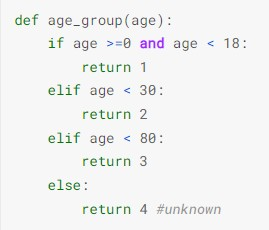 def age_group(age):
    if age >=0 and age < 18:
        return 1
    elif age < 30:
        return 2
    elif age < 80:
        return 3
    else:
        return 4 #unknown